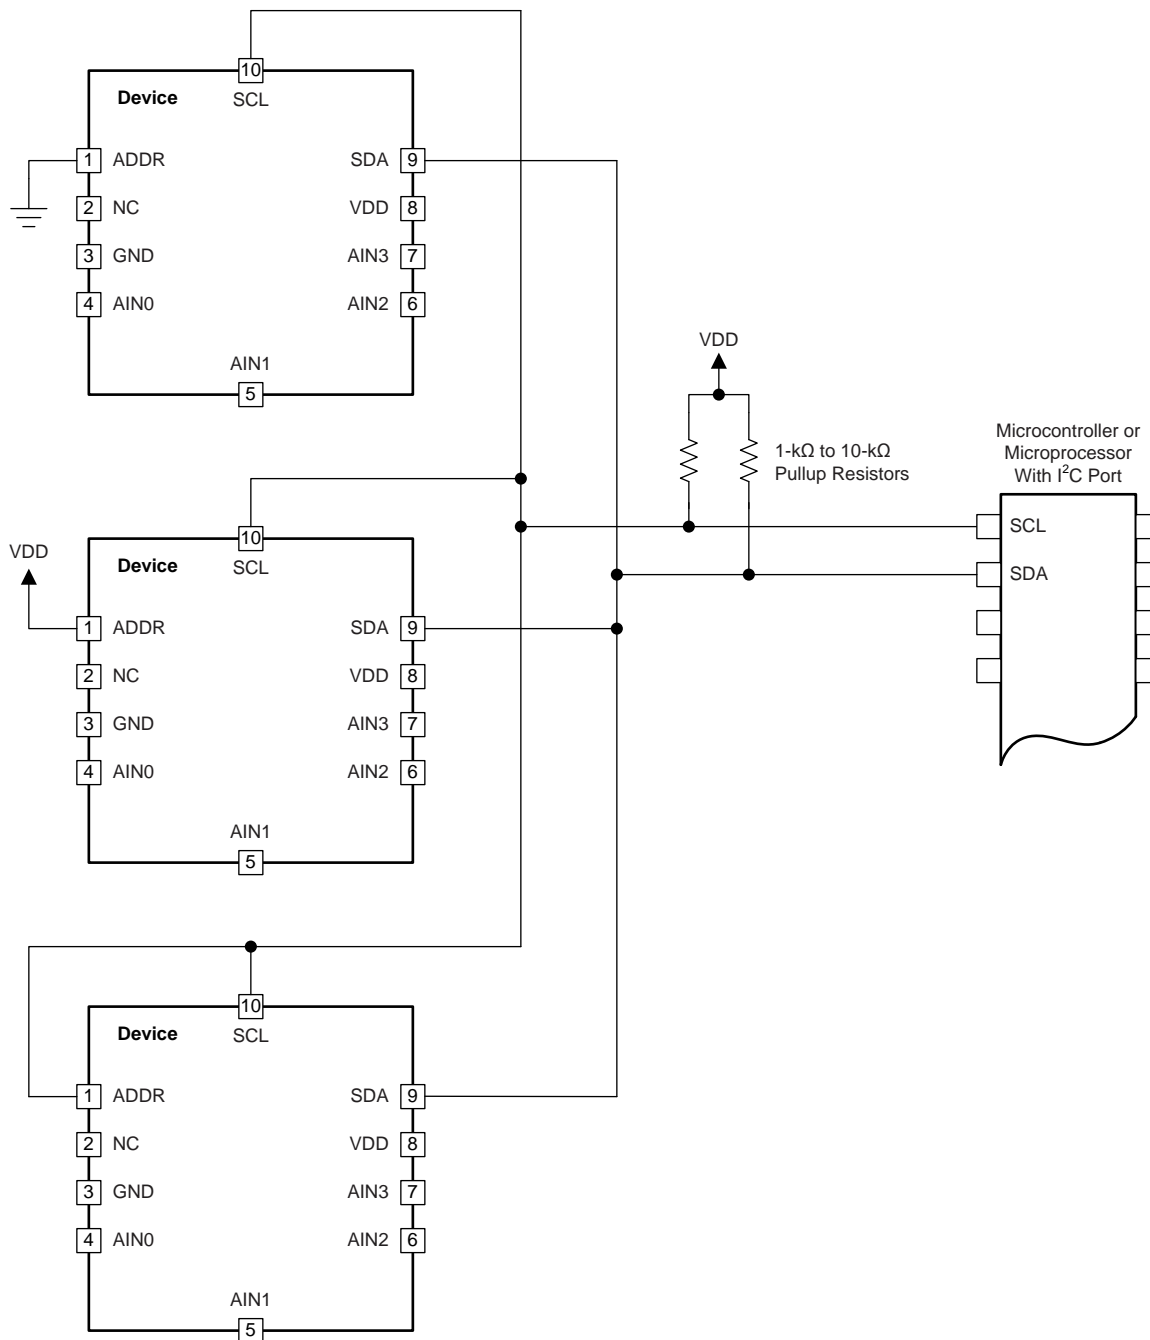 10
Device
SCL
1 ADDR
SDA 9
2 NC
VDD 8
3 GND
AIN3 7
4 AIN0
AIN2 6
AIN1
5
VDD
1-kΩ to 10-kΩ
Pullup Resistors
Microcontroller or
Microprocessor
With I²C Port
SCL
SDA
VDD
10
Device
SCL
1 ADDR
SDA 9
2 NC
VDD 8
3 GND
AIN3 7
4 AIN0
AIN2 6
AIN1
5
10
Device
SCL
1 ADDR
SDA 9
2 NC
VDD 8
3 GND
AIN3 7
4 AIN0
AIN2 6
AIN1
5